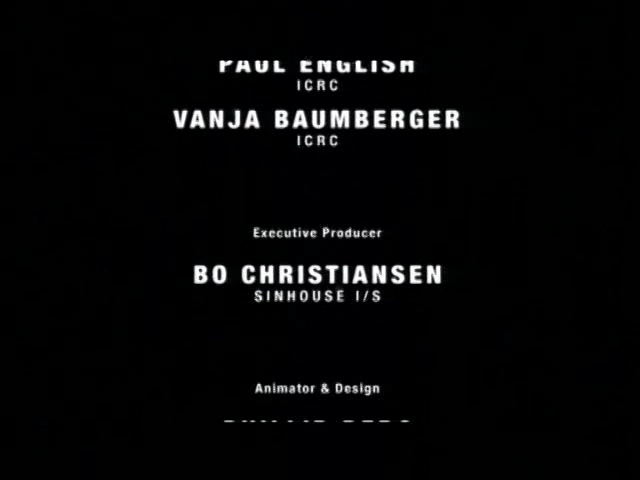 PAUL ENGLISH
ICRC
VANJA BAUMBERGER
ICRC
Executive Producer
BO CHRISTIANSEN
SINHOUSE I/S
Animator & Design